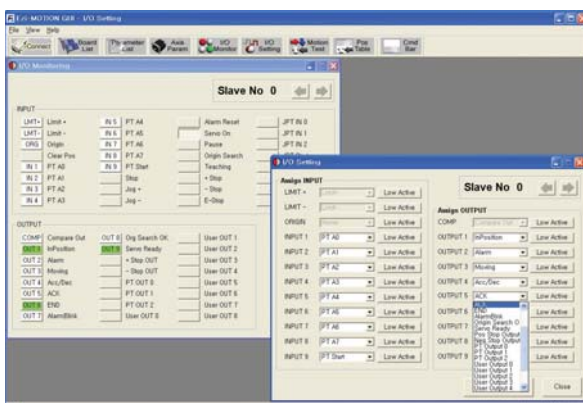 Ezi-MOTION GUI - I/O Setting
File View Help
Connect
Board List
Parameter List
Axis Param
I/O Monitor
I/O Setting
Motion Test
Pos Table
Cmd Bar
I/O Monitoring
Slave No 0
INPUT
LMT+ Limit + IN 5 PT A4 Alarm Reset JPT IN 0
LMT- Limit - IN 6 PT A5 Servo On JPT IN 1
ORG Origin IN 7 PT A6 Pause JPT IN 2
Clear Pos IN 8 PT A7 Origin Search
IN 1 PT A0 IN 9 PT Start Teaching
IN 2 PT A1 Stop + Stop
IN 3 PT A2 Jog + - Stop
IN 4 PT A3 Jog - E-Stop
OUTPUT
COMP Compare Out OUT 8 Org Search OK User OUT 1
OUT 1 InPosition OUT 9 Servo Ready User OUT 2
OUT 2 Alarm + Stop OUT User OUT 3
OUT 3 Moving - Stop OUT User OUT 4
OUT 4 Acc/Dec PT OUT 0 User OUT 5
OUT 5 ACK PT OUT 1 User OUT 6
OUT 6 END PT OUT 2 User OUT 7
OUT 7 AlarmBlink User OUT 0 User OUT 8
I/O Setting
Slave No 0
Assign INPUT
LIMIT + Low Active
LIMIT - Low Active
ORIGIN Low Active
INPUT 1 PT A0 Low Active
INPUT 2 PT A1 Low Active
INPUT 3 PT A2 Low Active
INPUT 4 PT A3 Low Active
INPUT 5 PT A4 Low Active
INPUT 6 PT A5 Low Active
INPUT 7 PT A6 Low Active
INPUT 8 PT A7 Low Active
INPUT 9 PT Start Low Active
Assign OUTPUT
COMP Compare Out Low Active
OUTPUT 1 InPosition Low Active
OUTPUT 2 Alarm Low Active
OUTPUT 3 Moving Low Active
OUTPUT 4 Acc/Dec Low Active
OUTPUT 5 ACK Low Active
OUTPUT 6 Low Active
OUTPUT 7 Low Active
OUTPUT 8 Low Active
OUTPUT 9 Low Active
ACK
END
AlarmBlink
Origin Search O
Servo Ready
Pos Stop Output
Neg Stop Output
PT Output 0
PT Output 1
PT Output 2
User Output 0
User Output 1
User Output 2
User Output 3
User Output 4
Close